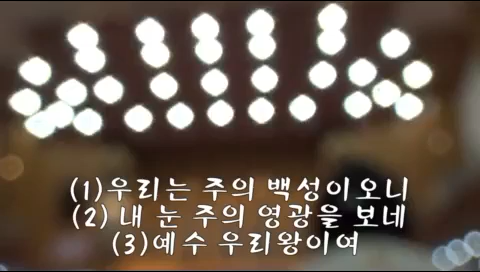 (1)우리는 주의 백성이오니
(2) 내 눈 주의 영광을 보네
(3)예수 우리왕이여